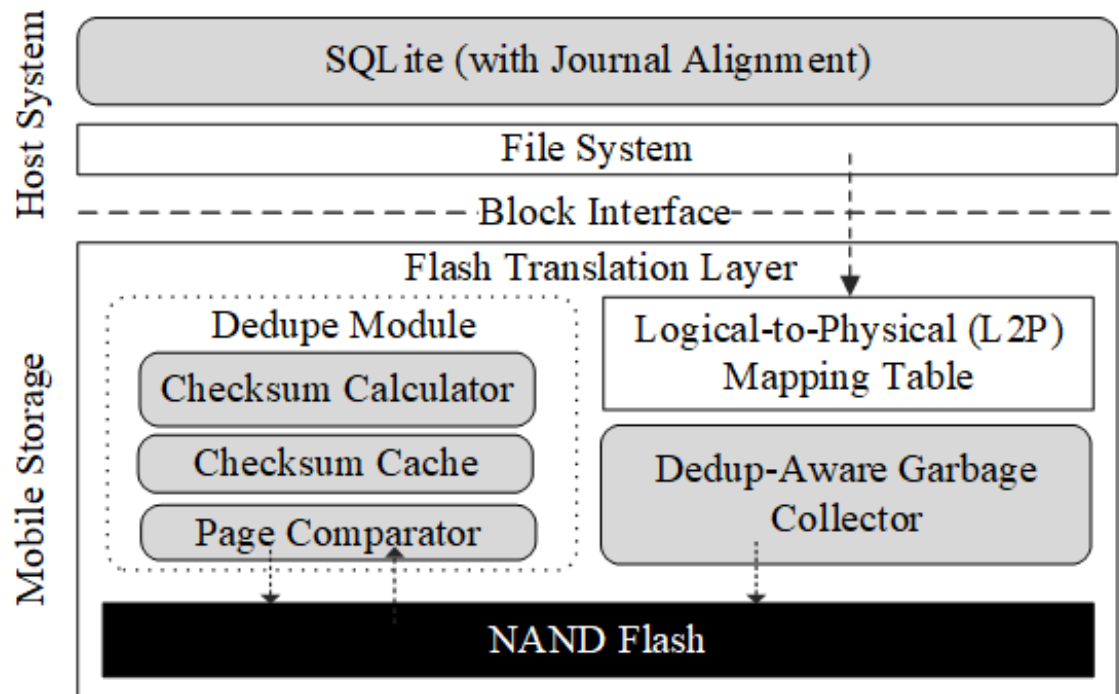 Host System
SQLite (with Journal Alignment)
File System
Block Interface
Mobile Storage
Flash Translation Layer
Dedupe Module
Checksum Calculator
Checksum Cache
Page Comparator
Logical-to-Physical (L2P)
Mapping Table
Dedup-Aware Garbage
Collector
NAND Flash